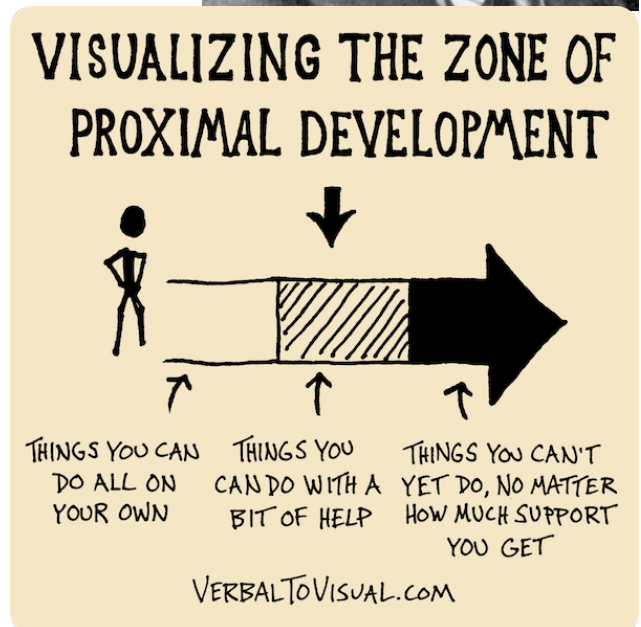 VISUALIZING THE ZONE OF
PROXIMAL DEVELOPMENT
THINGS YOU CAN
DO ALL ON
YOUR OWN
THINGS YOU
CAN DO WITH A
BIT OF HELP
THINGS YOU CAN'T
YET DO, NO MATTER
HOW MUCH SUPPORT
YOU GET
VERBALTOVISUAL.COM